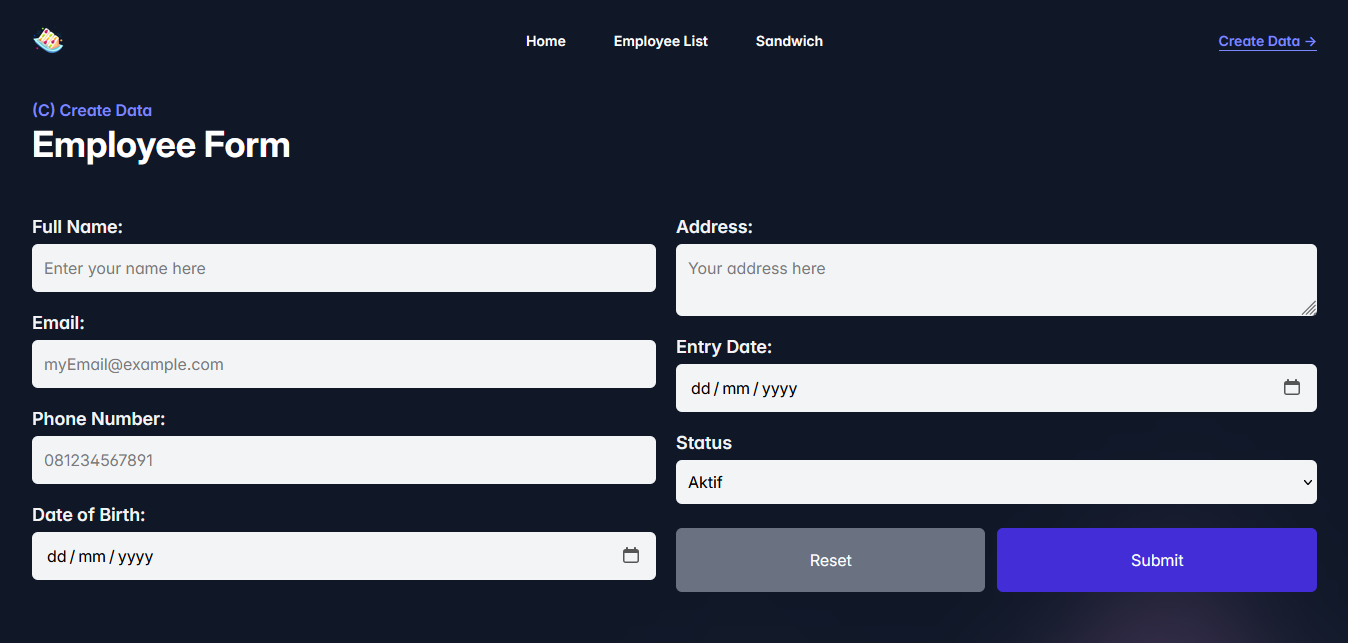 Home Employee List Sandwich Create Data →
(C) Create Data
Employee Form
Full Name:
Enter your name here
Email:
myEmail@example.com
Phone Number:
081234567891
Date of Birth:
dd/mm/yyyy
Address:
Your address here
Entry Date:
dd/mm/yyyy
Status
Aktif
Reset Submit